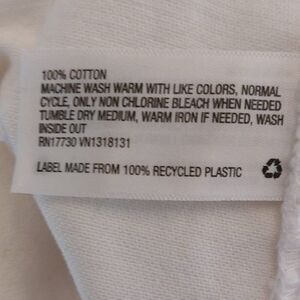 100% COTTON
MACHINE WASH WARM WITH LIKE COLORS, NORMAL
CYCLE, ONLY NON CHLORINE BLEACH WHEN NEEDED
TUMBLE DRY MEDIUM, WARM IRON IF NEEDED, WASH
INSIDE OUT
RN17730 VN1318131
LABEL MADE FROM 100% RECYCLED PLASTIC